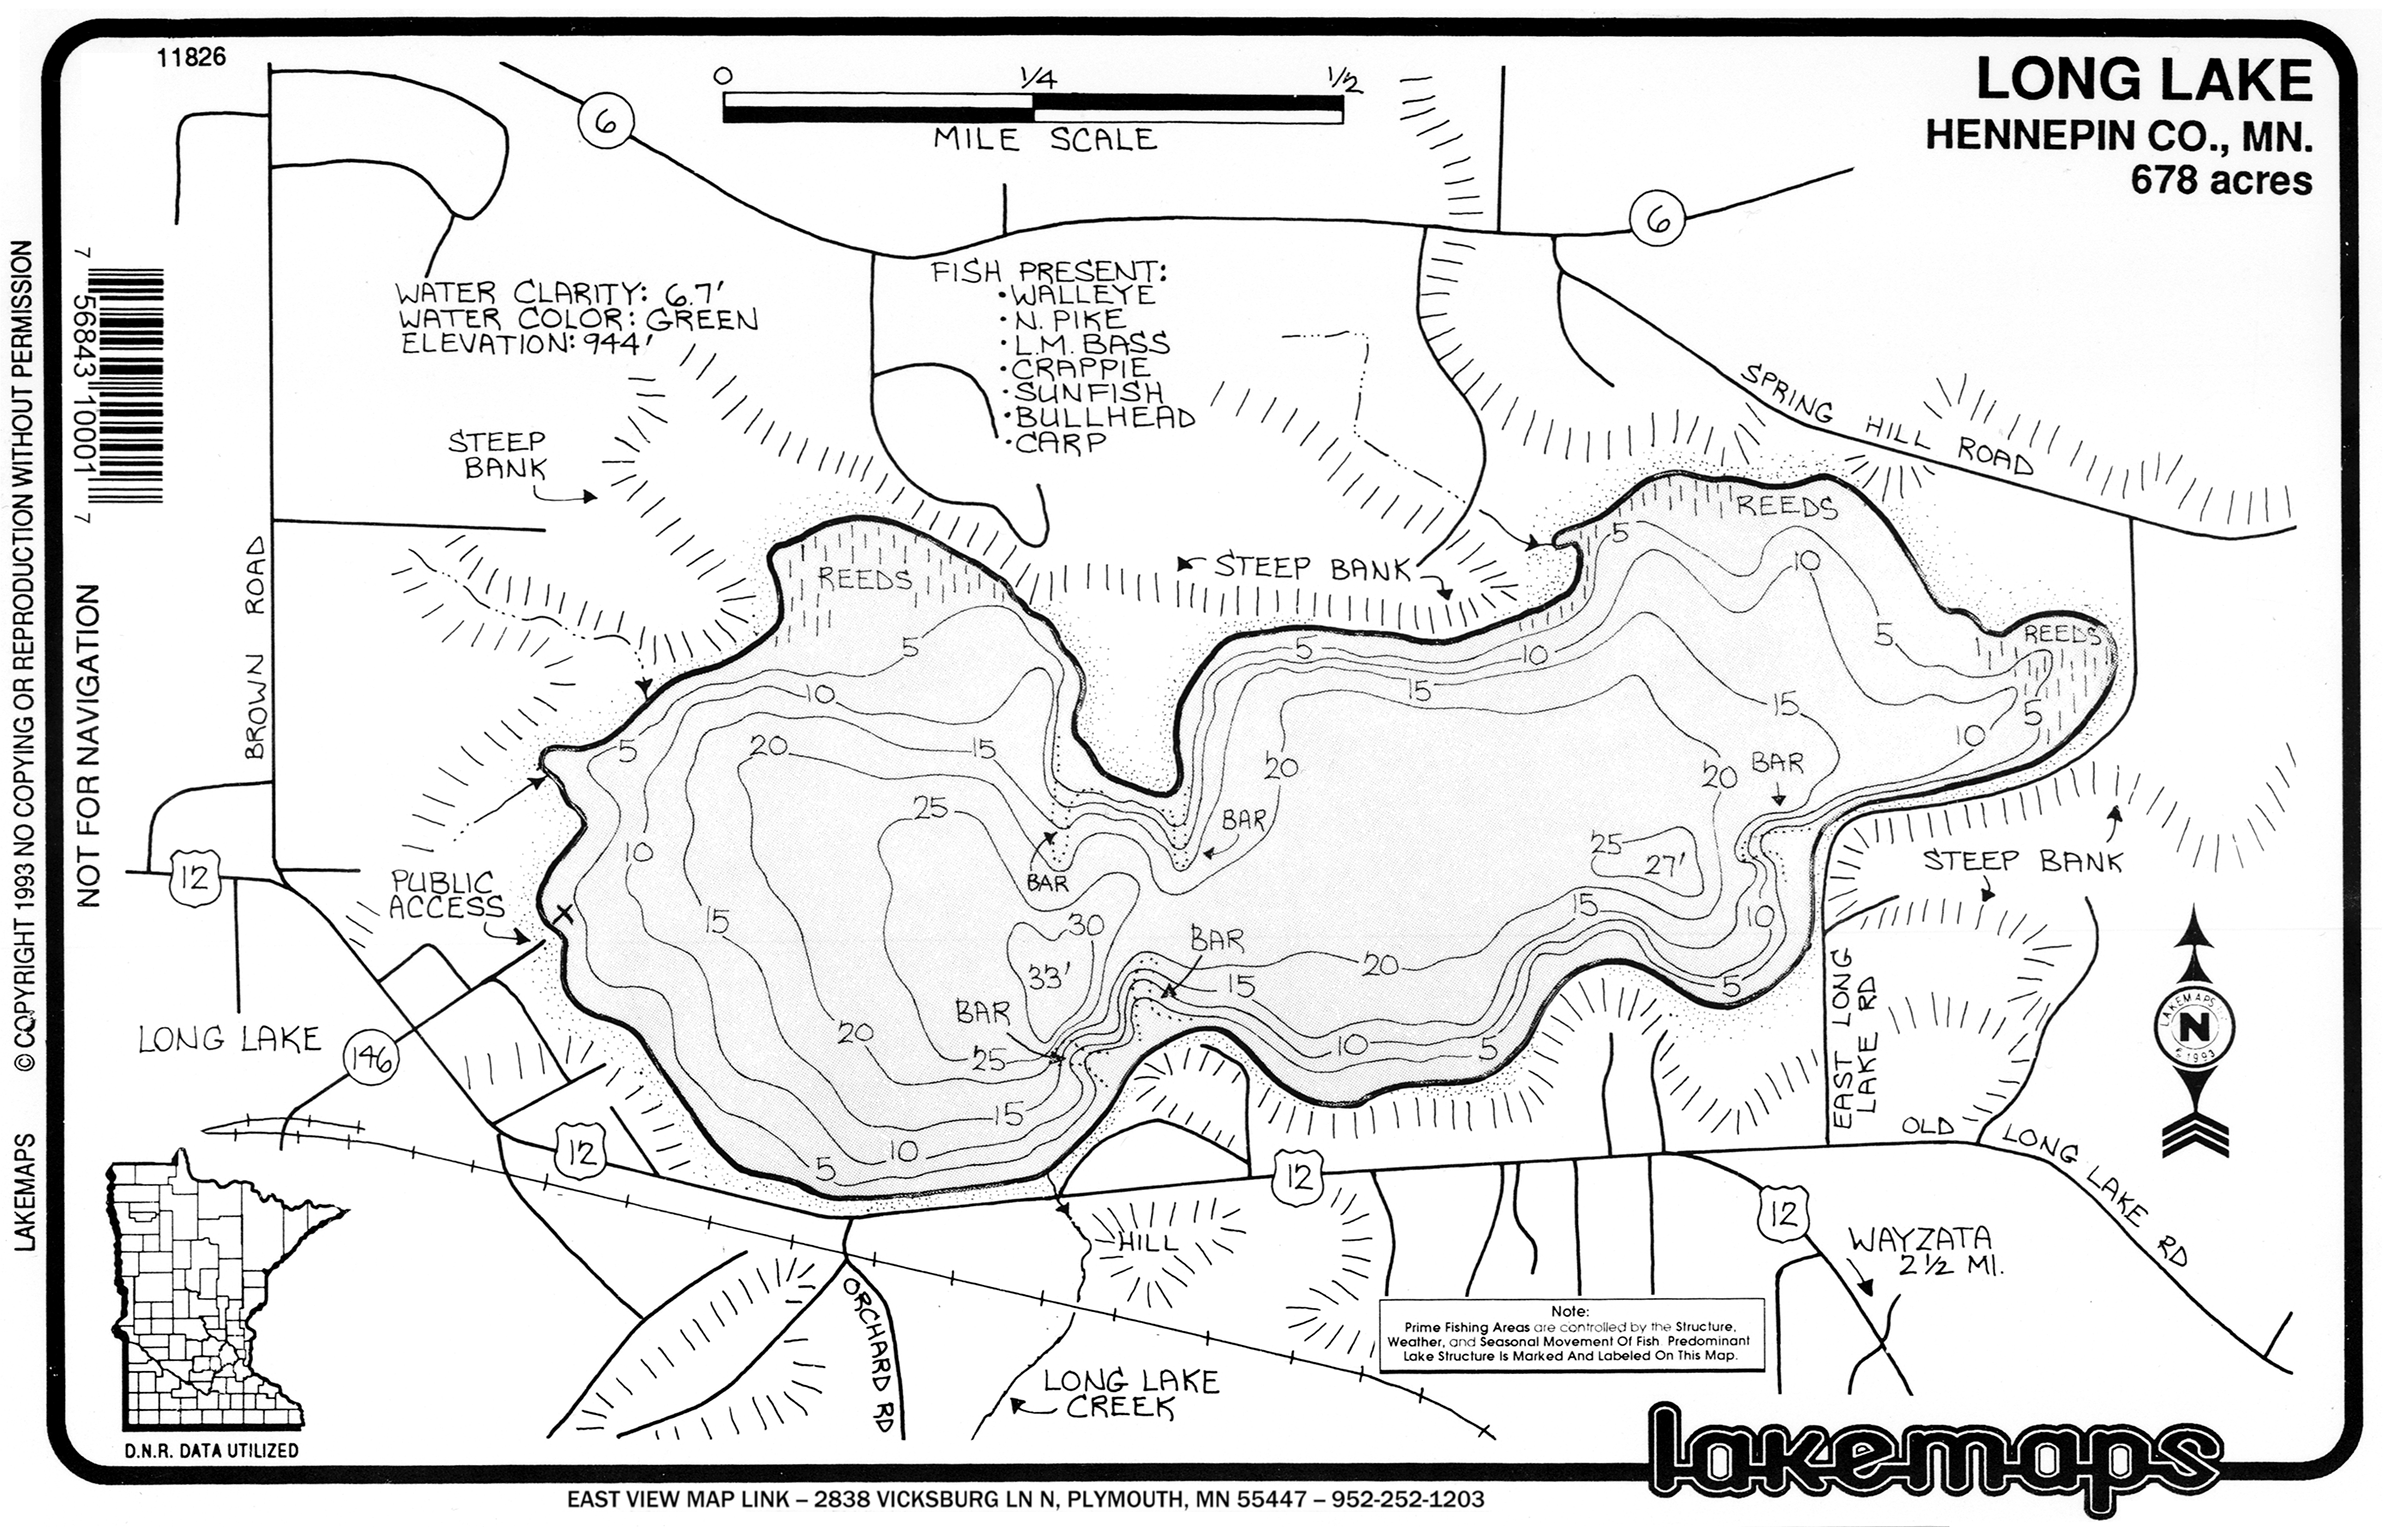 11826
LONG LAKE
HENNEPIN CO., MN.
678 acres
0 1/4 1/2
MILE SCALE
6
6
WATER CLARITY: 6.7'
WATER COLOR: GREEN
ELEVATION: 944'
FISH PRESENT:
• WALLEYE
• N. PIKE
• L.M. BASS
• CRAPPIE
• SUNFISH
• BULLHEAD
• CARP
SPRING HILL ROAD
STEEP
BANK
STEEP BANK
REEDS
REEDS
REEDS
BROWN ROAD
5
10
15
20
25
5
10
15
20
5
10
15
20
25
27'
5
10
5
5
10
15
20
25
30
33'
BAR
BAR
BAR
BAR
BAR
20
15
10
5
15
10
5
15
10
5
STEEP BANK
PUBLIC
ACCESS
12
LONG LAKE
146
12
12
12
EAST LONG
LAKE RD
OLD LONG LAKE RD
LAKEMAPS
N
© 1993
HILL
WAYZATA
2 1/2 MI.
ORCHARD RD
LONG LAKE
CREEK
Note:
Prime Fishing Areas are controlled by the Structure,
Weather, and Seasonal Movement Of Fish. Predominant
Lake Structure Is Marked And Labeled On This Map.
D.N.R. DATA UTILIZED
lakemaps
EAST VIEW MAP LINK – 2838 VICKSBURG LN N, PLYMOUTH, MN 55447 – 952-252-1203
LAKEMAPS © COPYRIGHT 1993 NO COPYING OR REPRODUCTION WITHOUT PERMISSION
NOT FOR NAVIGATION
7 56843 10001 7